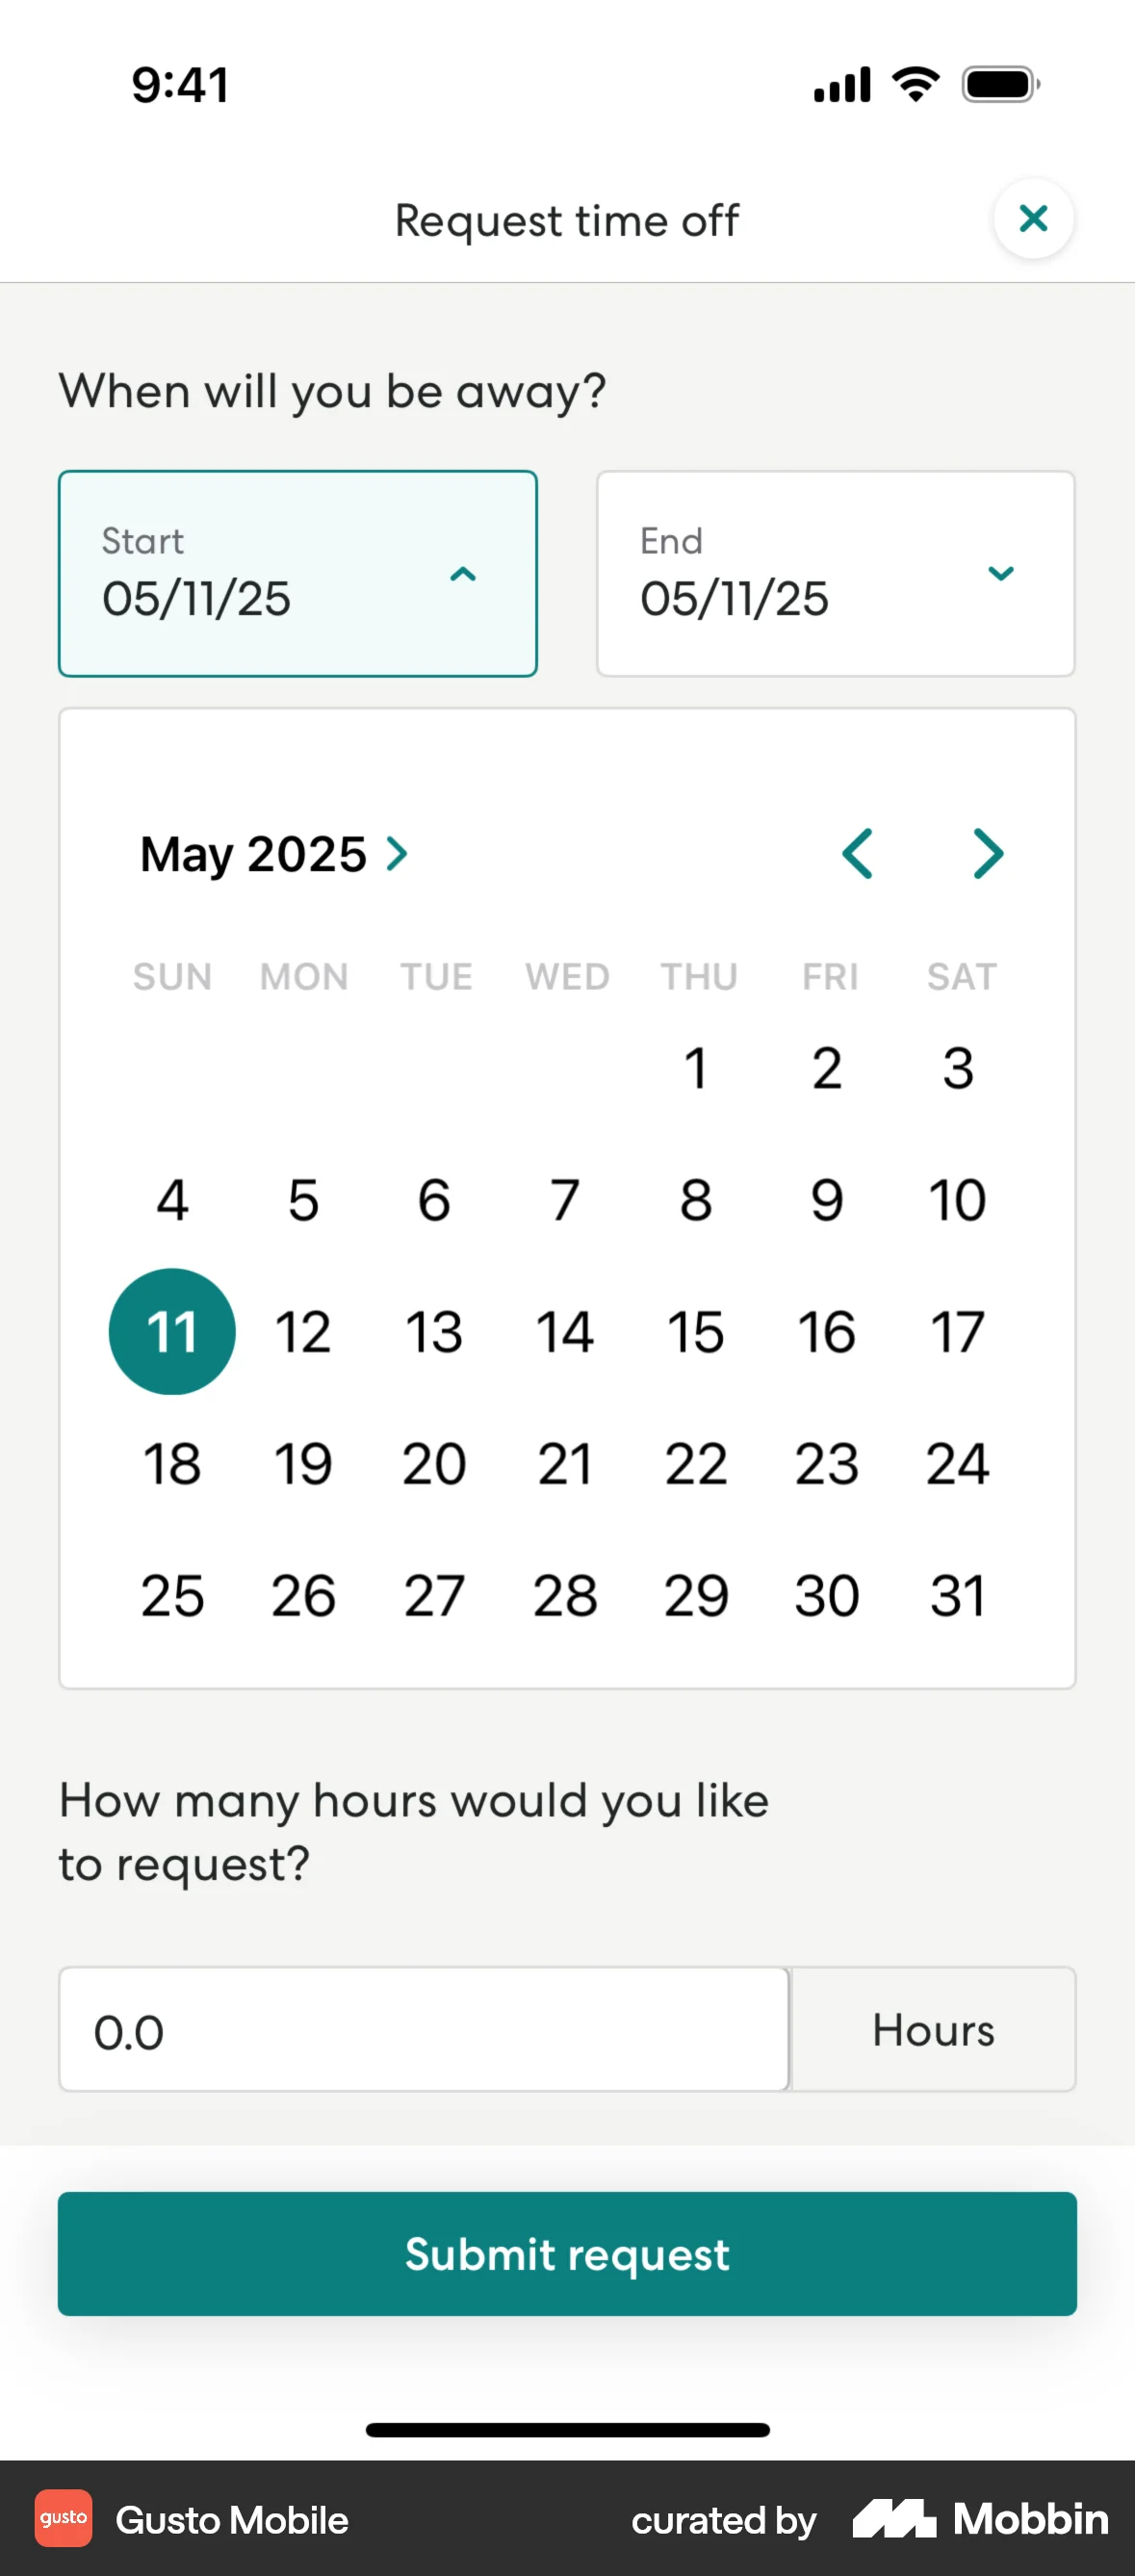 9:41
Request time off
When will you be away?
Start
05/11/25
End
05/11/25
May 2025
SUN MON TUE WED THU FRI SAT
1 2 3
4 5 6 7 8 9 10
11 12 13 14 15 16 17
18 19 20 21 22 23 24
25 26 27 28 29 30 31
How many hours would you like
to request?
0.0 Hours
Submit request
gusto Gusto Mobile curated by Mobbin